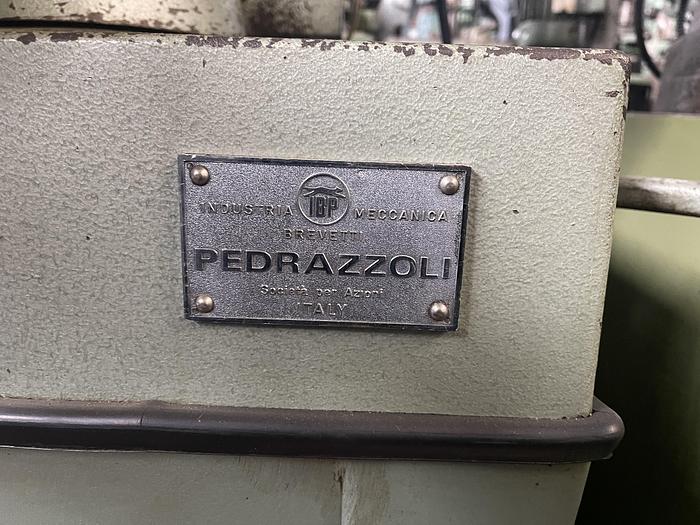 IBP
INDUSTRIA MECCANICA
BREVETTI
PEDRAZZOLI
Società per Azioni
ITALY